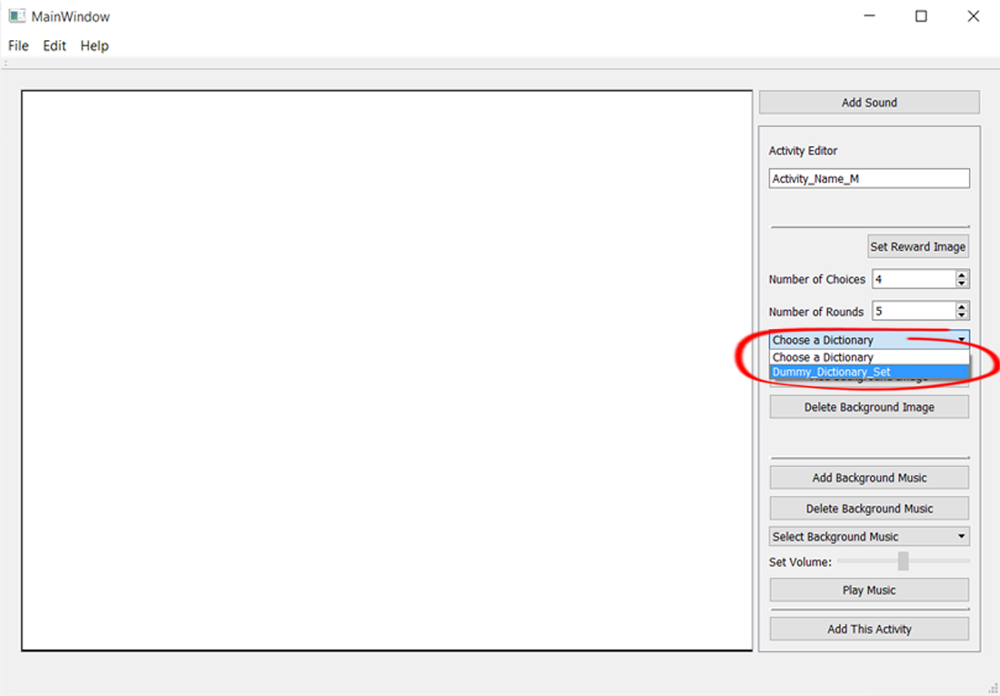 MainWindow
File Edit Help
Add Sound
Activity Editor
Activity_Name_M
Set Reward Image
Number of Choices 4
Number of Rounds 5
Choose a Dictionary
Choose a Dictionary
Dummy_Dictionary_Set
Delete Background Image
Add Background Music
Delete Background Music
Select Background Music
Set Volume:
Play Music
Add This Activity